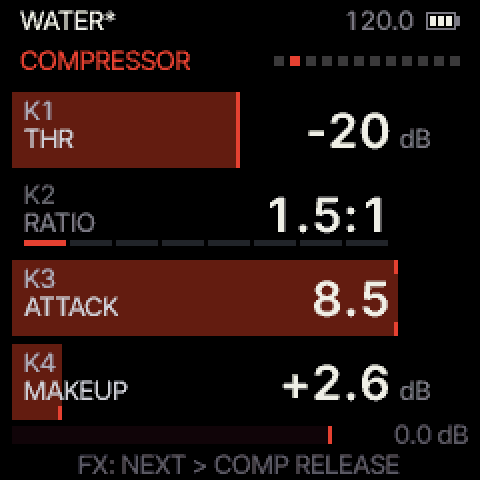 WATER* 120.0
COMPRESSOR
K1
THR -20 dB
K2
RATIO 1.5:1
K3
ATTACK 8.5
K4
MAKEUP +2.6 dB
0.0 dB
FX: NEXT > COMP RELEASE